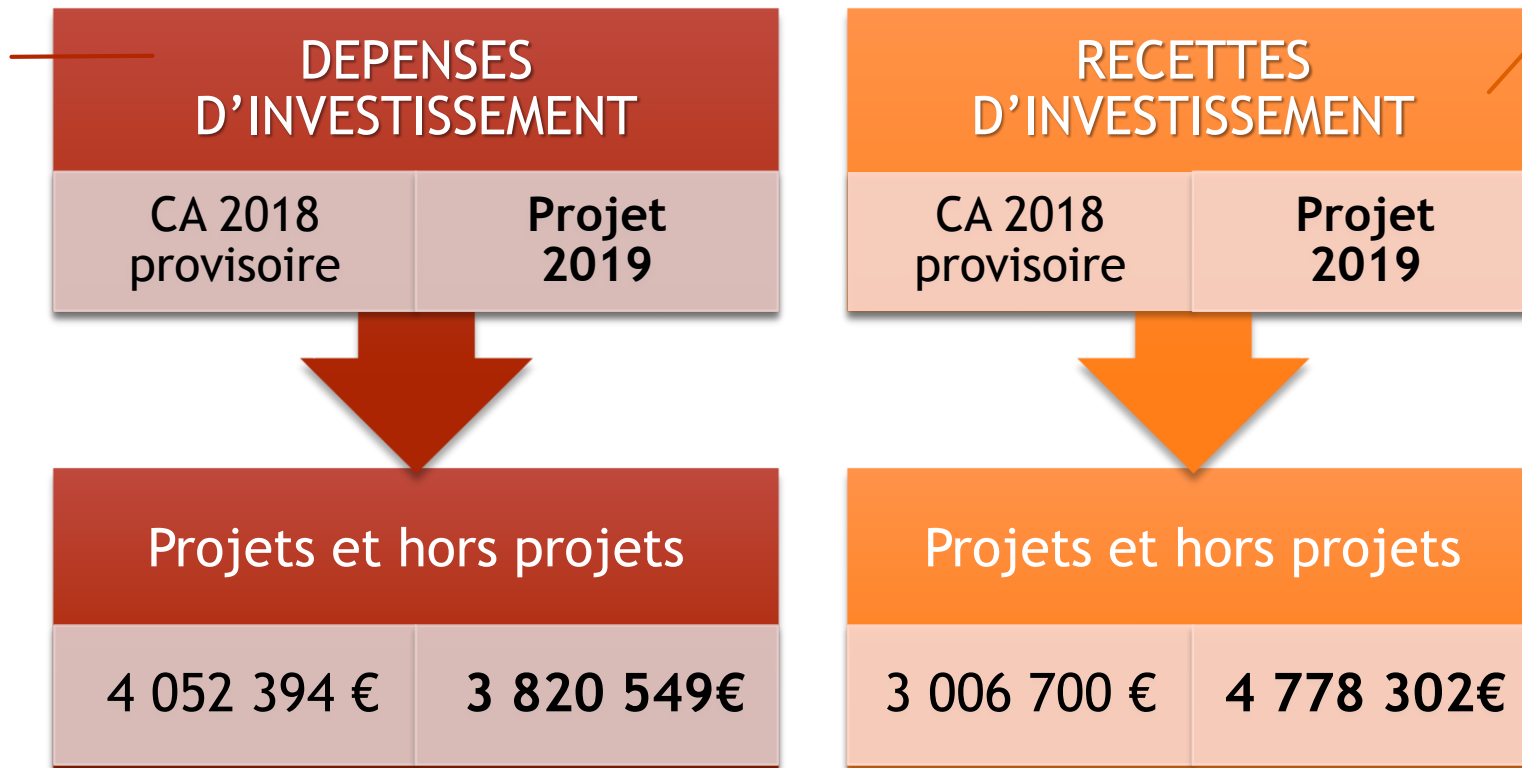 DEPENSES
D’INVESTISSEMENT
CA 2018
provisoire
Projet
2019
Projets et hors projets
4 052 394 €
3 820 549€
RECETTES
D’INVESTISSEMENT
CA 2018
provisoire
Projet
2019
Projets et hors projets
3 006 700 €
4 778 302€